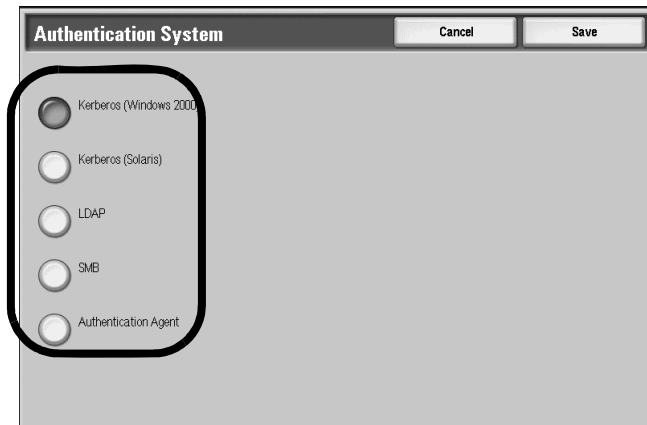 Authentication System
Cancel
Save
Kerberos (Windows 2000
Kerberos (Solaris)
LDAP
SMB
Authentication Agent